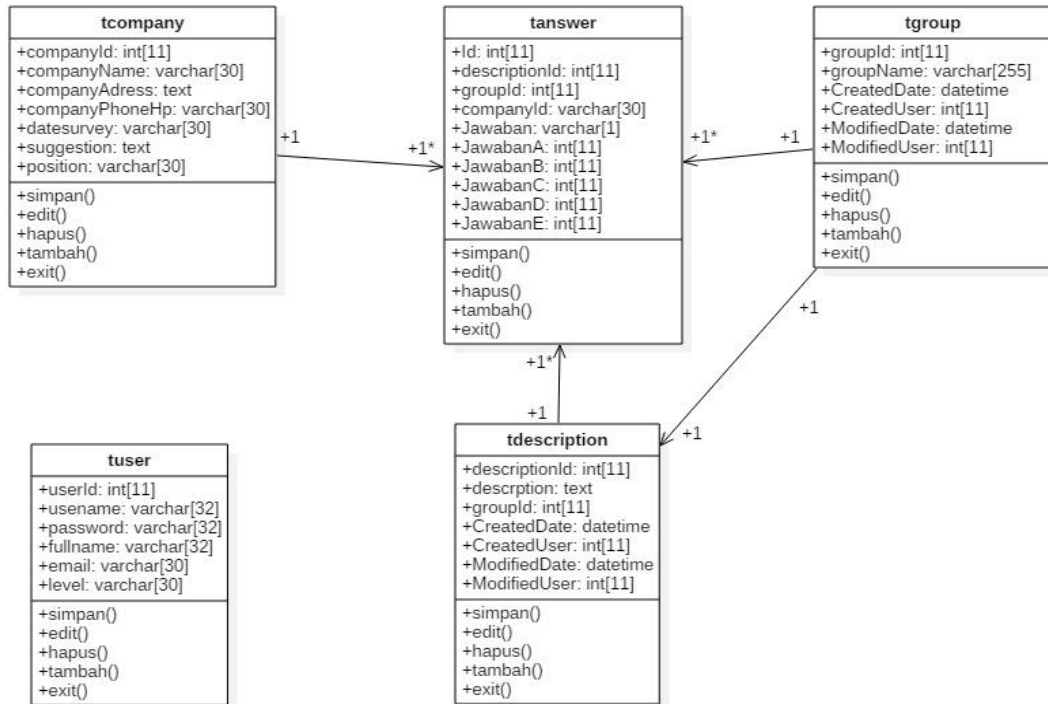 tcompany
+companyId: int[11]
+companyName: varchar[30]
+companyAdress: text
+companyPhoneHp: varchar[30]
+datesurvey: varchar[30]
+suggestion: text
+position: varchar[30]
+simpan()
+edit()
+hapus()
+tambah()
+exit()
+1
+1*
tanswer
+Id: int[11]
+descriptionId: int[11]
+groupId: int[11]
+companyId: varchar[30]
+Jawaban: varchar[1]
+JawabanA: int[11]
+JawabanB: int[11]
+JawabanC: int[11]
+JawabanD: int[11]
+JawabanE: int[11]
+simpan()
+edit()
+hapus()
+tambah()
+exit()
+1*
+1
tgroup
+groupId: int[11]
+groupName: varchar[255]
+CreatedDate: datetime
+CreatedUser: int[11]
+ModifiedDate: datetime
+ModifiedUser: int[11]
+simpan()
+edit()
+hapus()
+tambah()
+exit()
+1
+1
+1*
+1
tuser
+userId: int[11]
+usename: varchar[32]
+password: varchar[32]
+fullname: varchar[32]
+email: varchar[30]
+level: varchar[30]
+simpan()
+edit()
+hapus()
+tambah()
+exit()
tdescription
+descriptionId: int[11]
+descrption: text
+groupId: int[11]
+CreatedDate: datetime
+CreatedUser: int[11]
+ModifiedDate: datetime
+ModifiedUser: int[11]
+simpan()
+edit()
+hapus()
+tambah()
+exit()